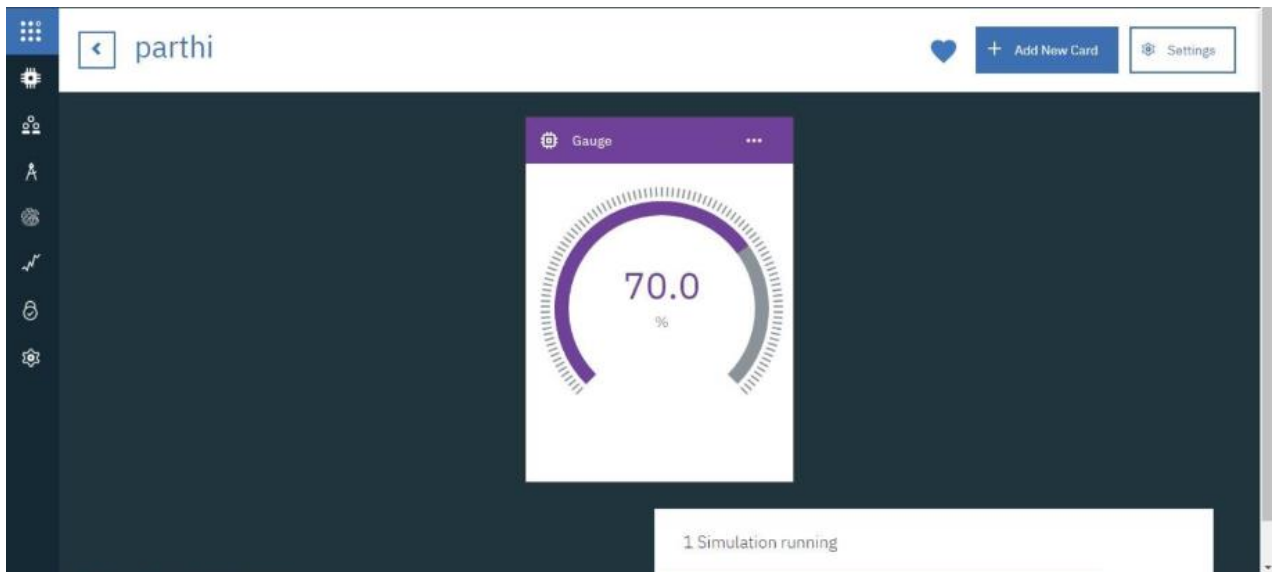 parthi
+ Add New Card
Settings
Gauge
70.0
%
1 Simulation running